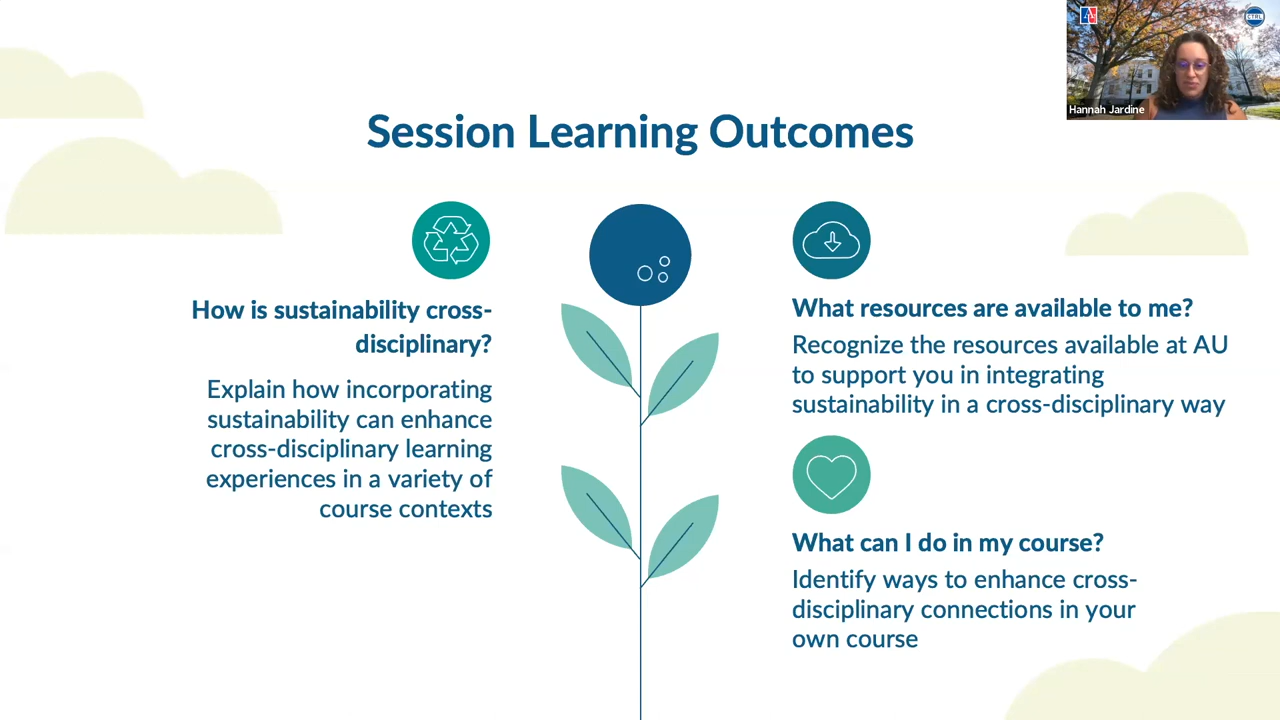 Hannah Jardine
Session Learning Outcomes
How is sustainability cross-
disciplinary?
Explain how incorporating
sustainability can enhance
cross-disciplinary learning
experiences in a variety of
course contexts
What resources are available to me?
Recognize the resources available at AU
to support you in integrating
sustainability in a cross-disciplinary way
What can I do in my course?
Identify ways to enhance cross-
disciplinary connections in your
own course